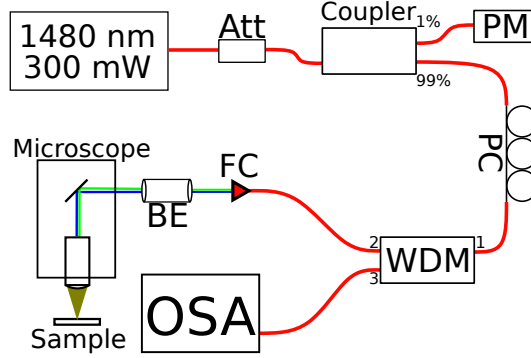 1480 nm
300 mW
Att
Coupler
1%
99%
PM
PC
Microscope
FC
BE
2
3
WDM
1
OSA
Sample